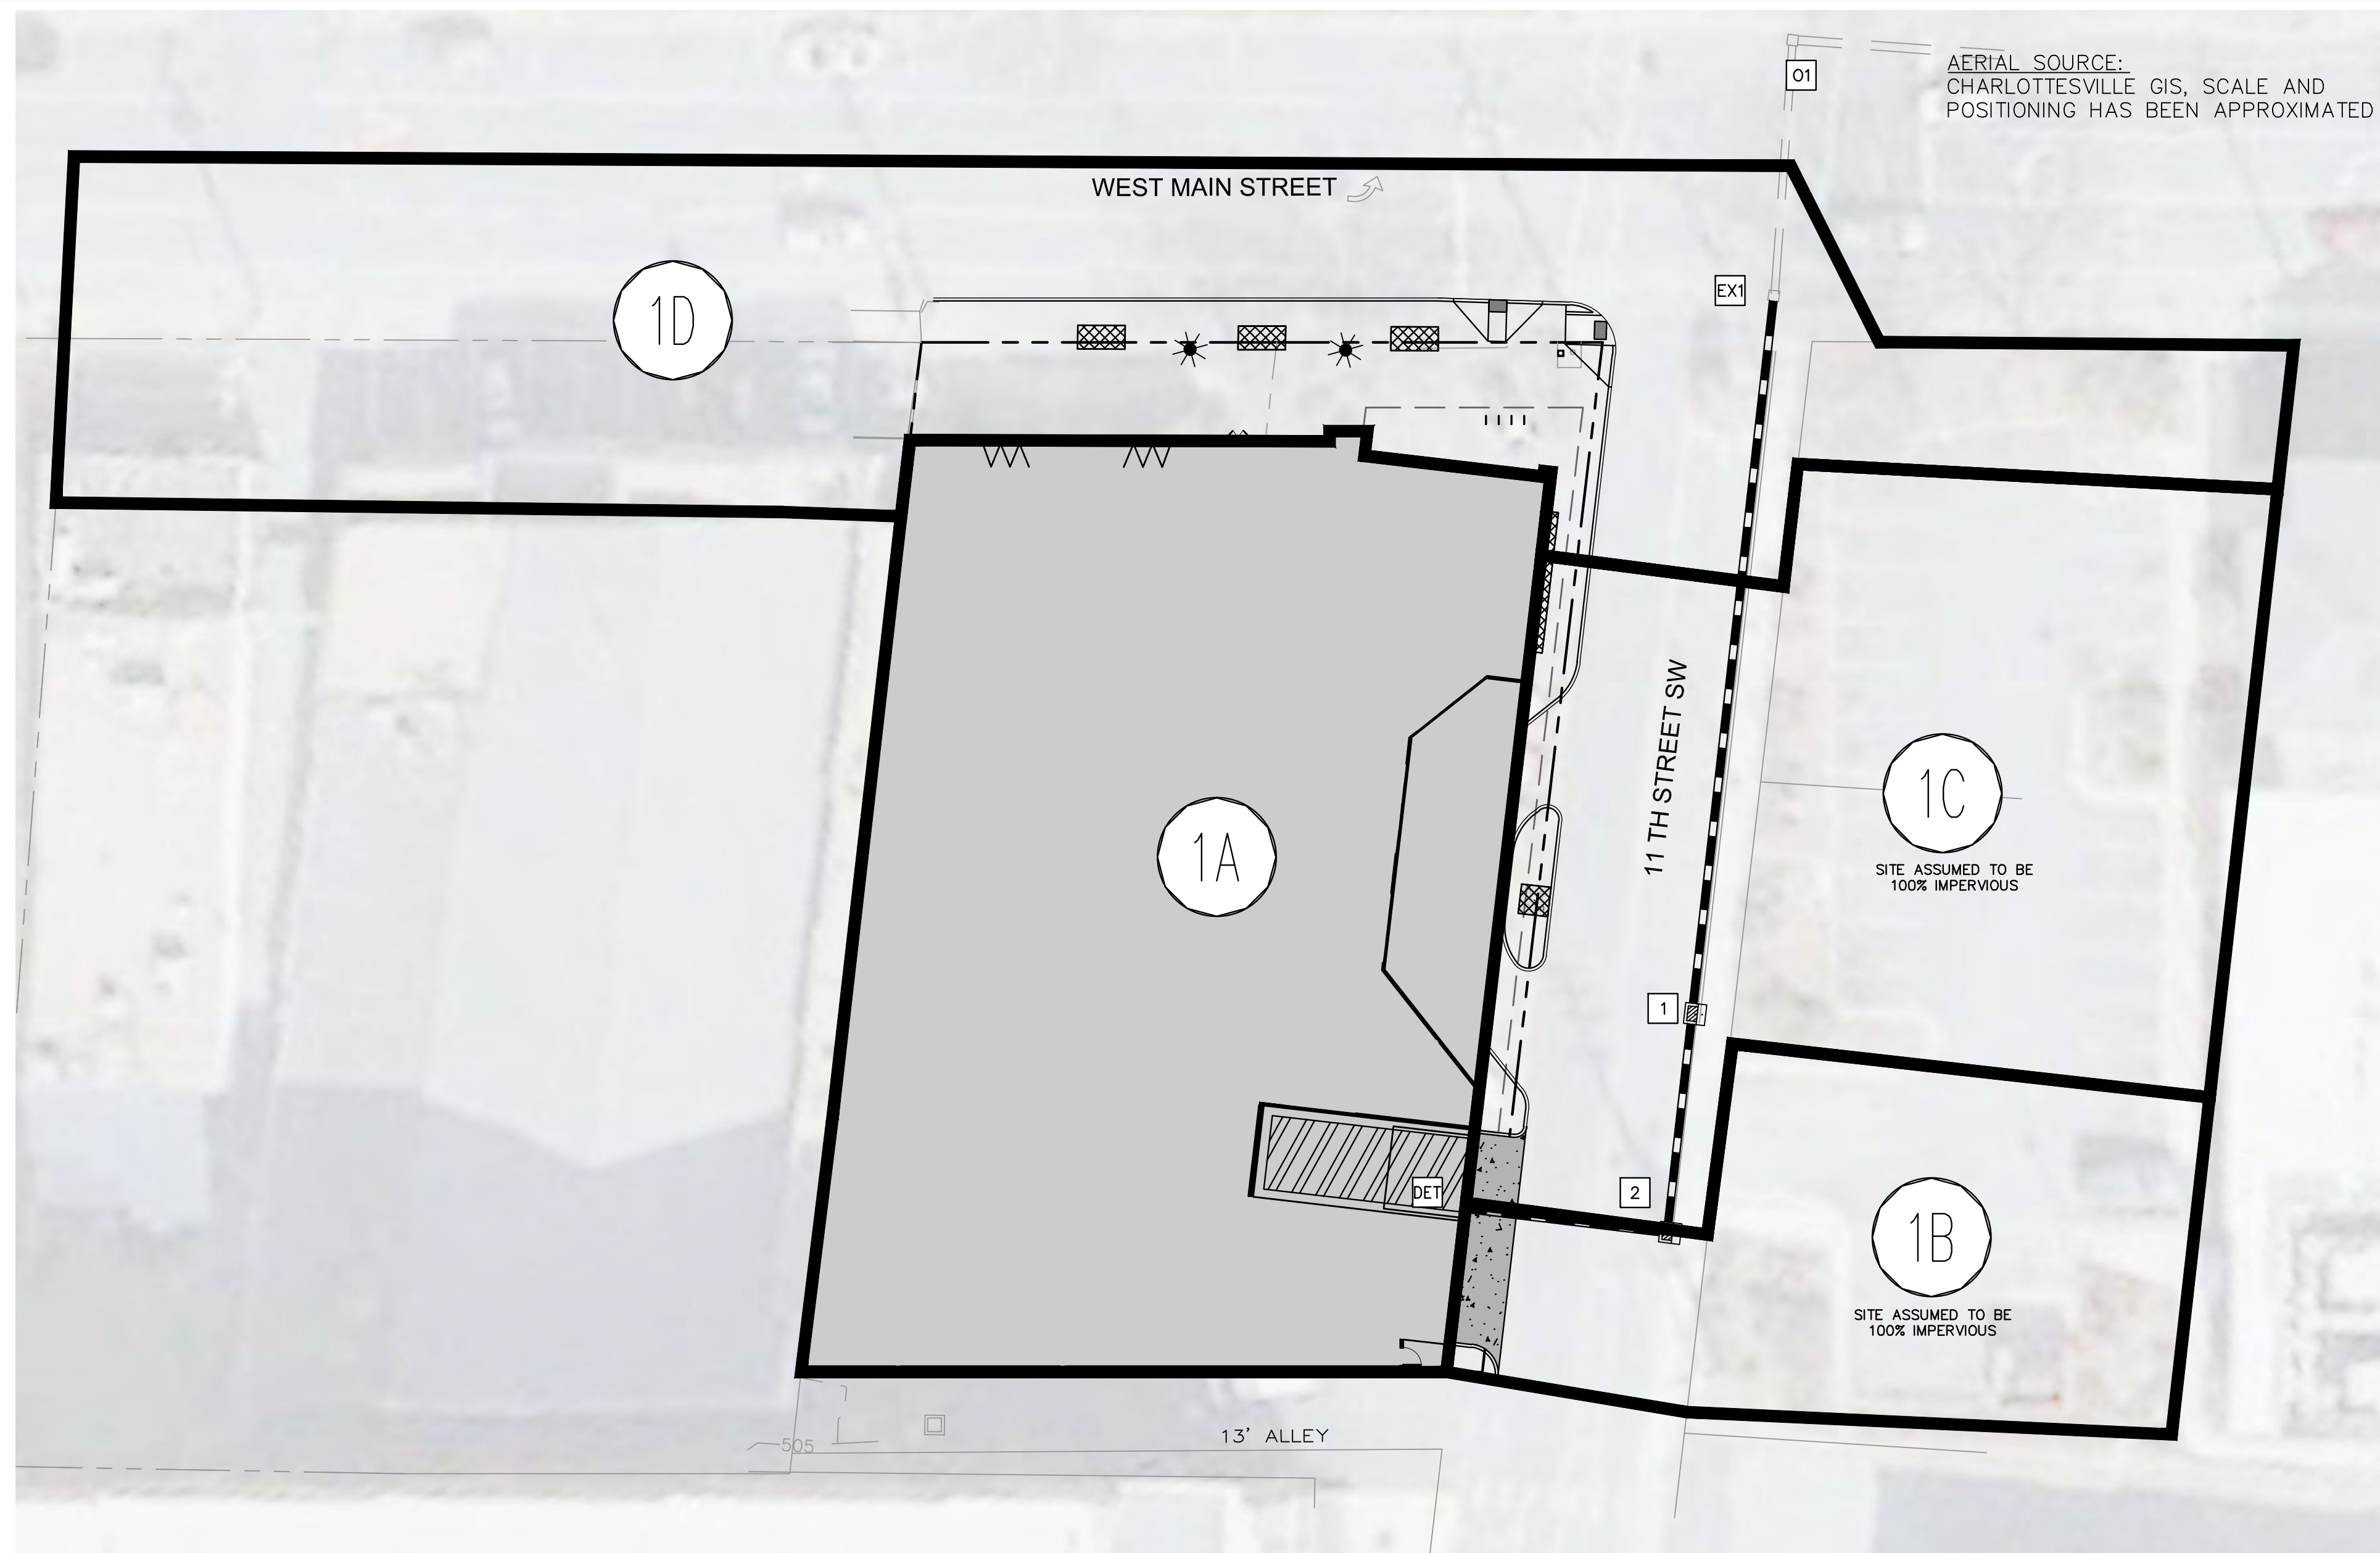 O1
AERIAL SOURCE:
CHARLOTTESVILLE GIS, SCALE AND
POSITIONING HAS BEEN APPROXIMATED
WEST MAIN STREET
EX1
1D
11 TH STREET SW
1C
SITE ASSUMED TO BE
100% IMPERVIOUS
1A
1
DET
2
1B
SITE ASSUMED TO BE
100% IMPERVIOUS
13' ALLEY
505